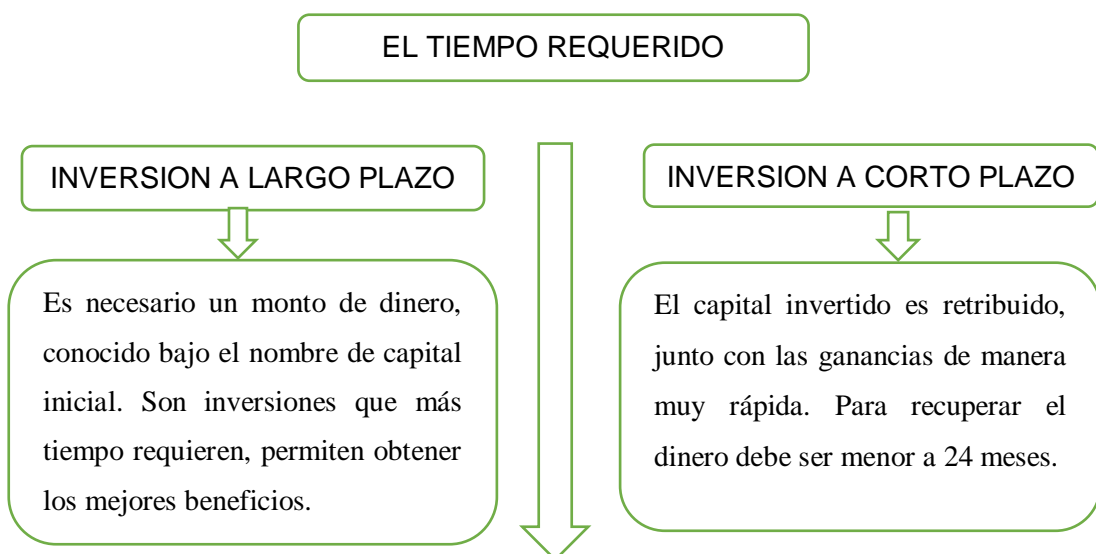 EL TIEMPO REQUERIDO
INVERSION A LARGO PLAZO
Es necesario un monto de dinero,
conocido bajo el nombre de capital
inicial. Son inversiones que más
tiempo requieren, permiten obtener
los mejores beneficios.
INVERSION A CORTO PLAZO
El capital invertido es retribuido,
junto con las ganancias de manera
muy rápida. Para recuperar el
dinero debe ser menor a 24 meses.